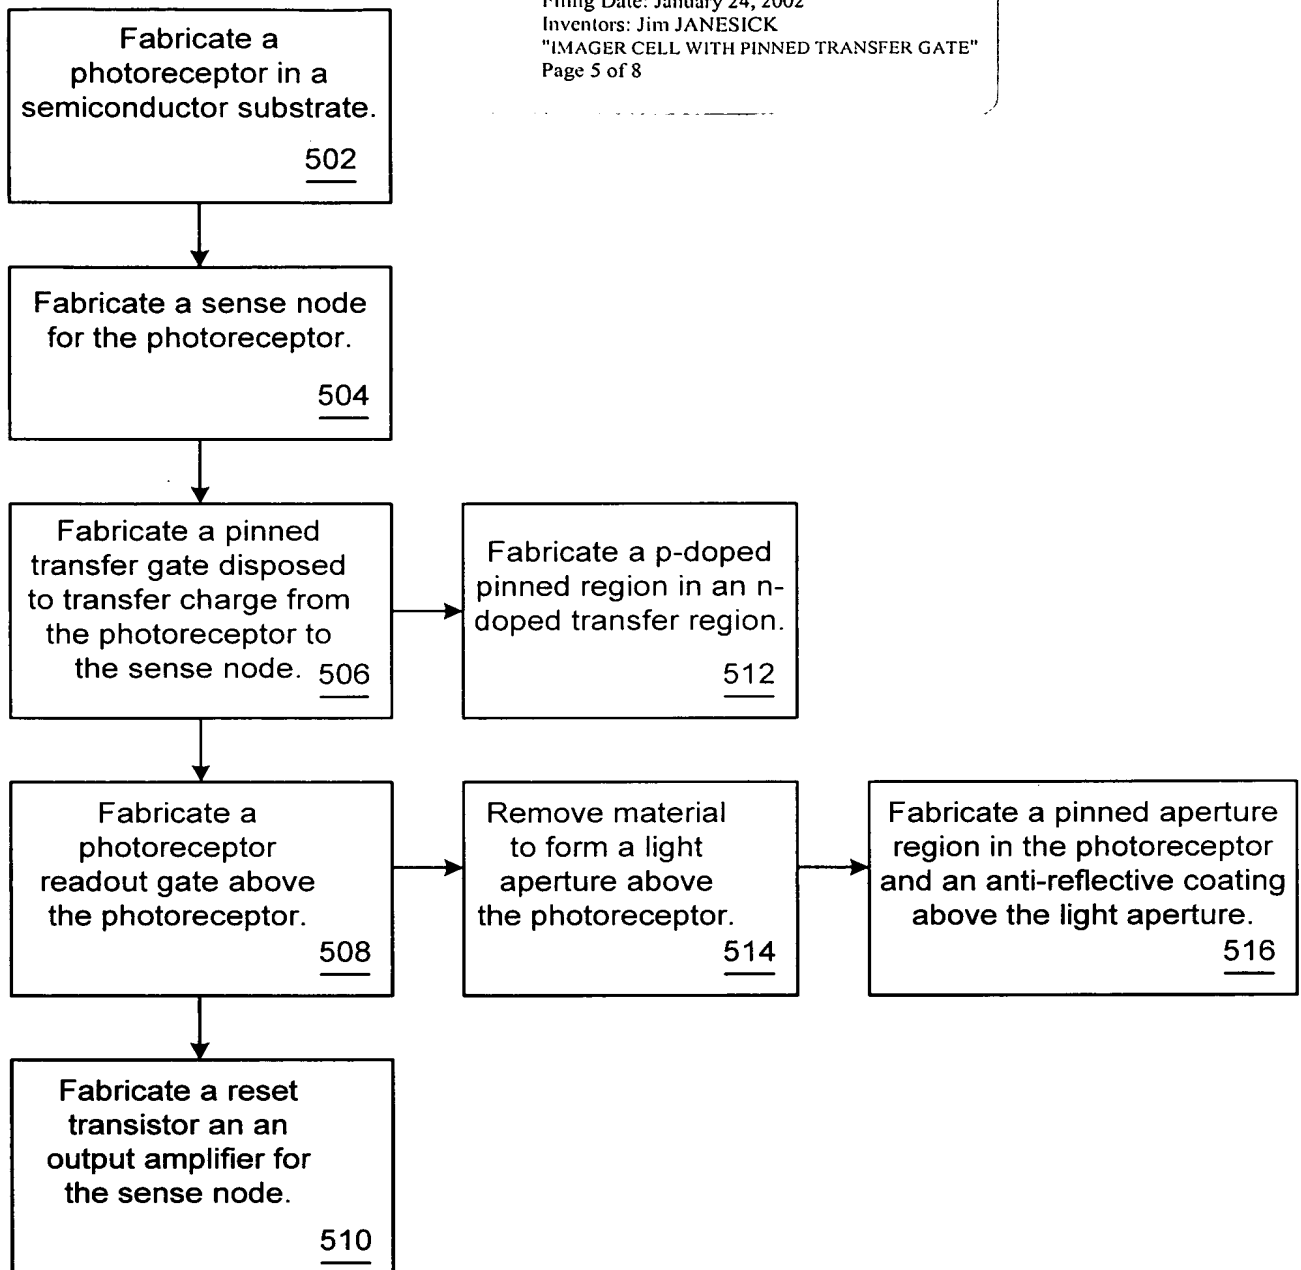 Filing Date: January 24, 2002
Inventors: Jim JANESICK
"IMAGER CELL WITH PINNED TRANSFER GATE"
Page 5 of 8
Fabricate a
photoreceptor in a
semiconductor substrate.
502
Fabricate a sense node
for the photoreceptor.
504
Fabricate a pinned
transfer gate disposed
to transfer charge from
the photoreceptor to
the sense node. 506
Fabricate a p-doped
pinned region in an n-
doped transfer region.
512
Fabricate a
photoreceptor
readout gate above
the photoreceptor.
508
Remove material
to form a light
aperture above
the photoreceptor.
514
Fabricate a pinned aperture
region in the photoreceptor
and an anti-reflective coating
above the light aperture.
516
Fabricate a reset
transistor an an
output amplifier for
the sense node.
510